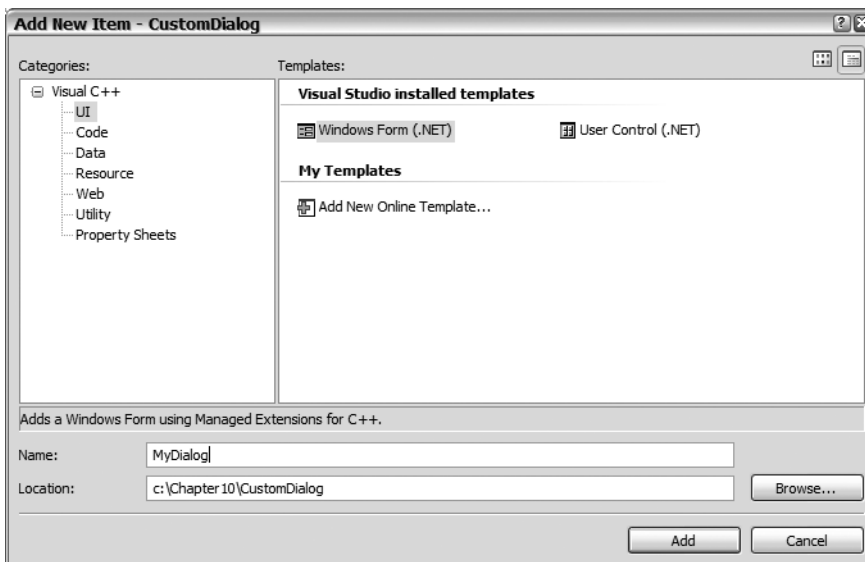 Add New Item - CustomDialog
Categories:
Templates:
Visual C++
UI
Code
Data
Resource
Web
Utility
Property Sheets
Visual Studio installed templates
Windows Form (.NET)
User Control (.NET)
My Templates
Add New Online Template...
Adds a Windows Form using Managed Extensions for C++.
Name:
MyDialog
Location:
c:\Chapter10\CustomDialog
Browse...
Add
Cancel